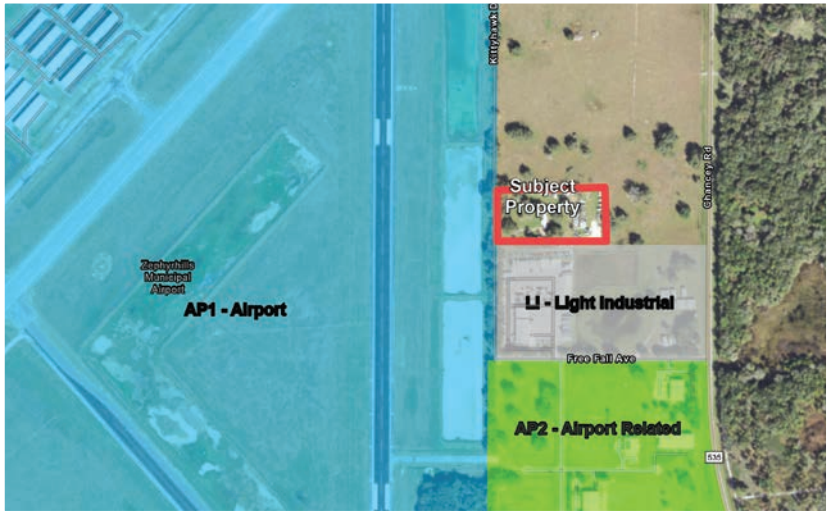 Kittyhawk D
Subject
Property
Chancey Rd
Zephyrhills
Municipal
Airport
AP1 - Airport
LI - Light Industrial
Free Fall Ave
AP2 - Airport Related
535